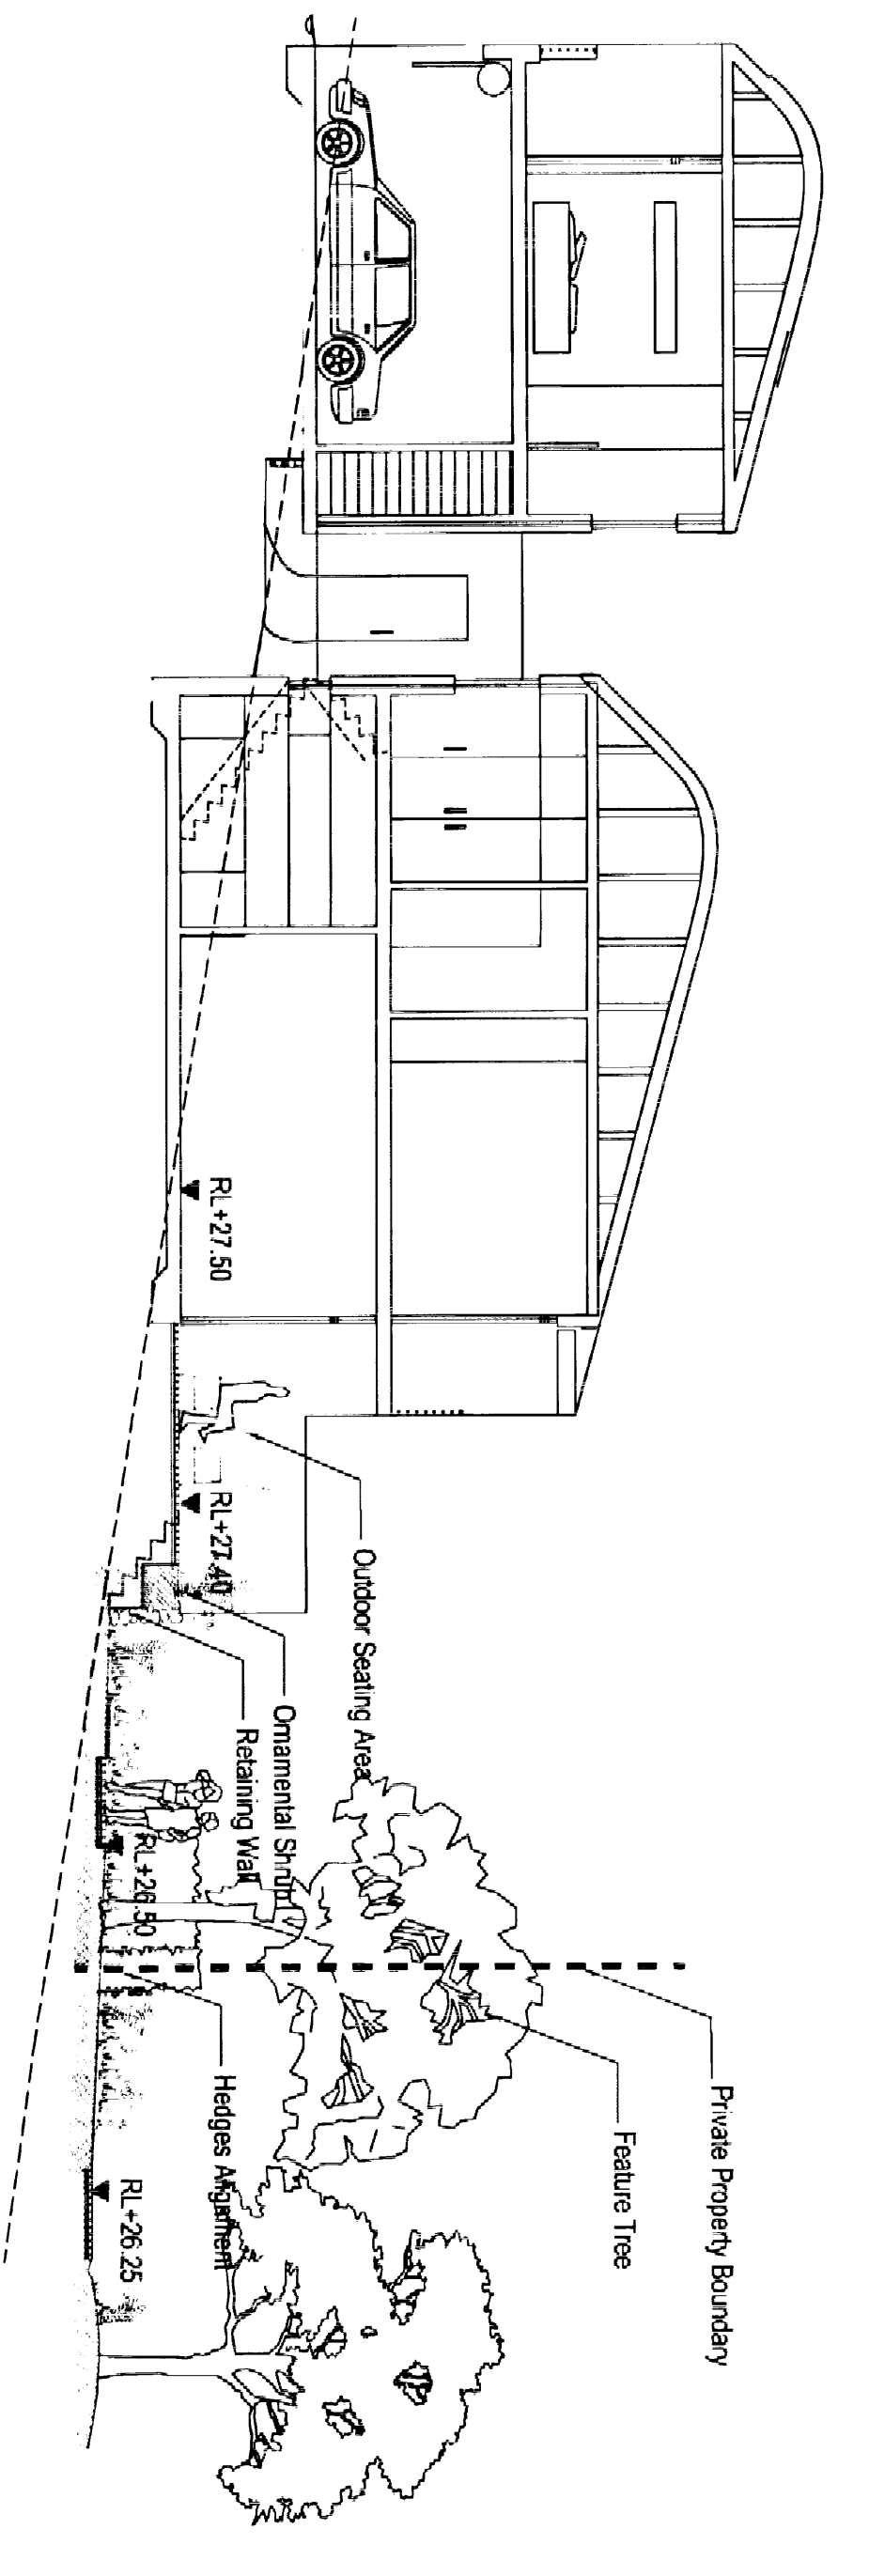 RL+27.50
RL+27.40
Outdoor Seating Area
Ornamental Shrub
Retaining Wall
RL+26.50
Private Property Boundary
Feature Tree
Hedges Alignment
RL+26.25